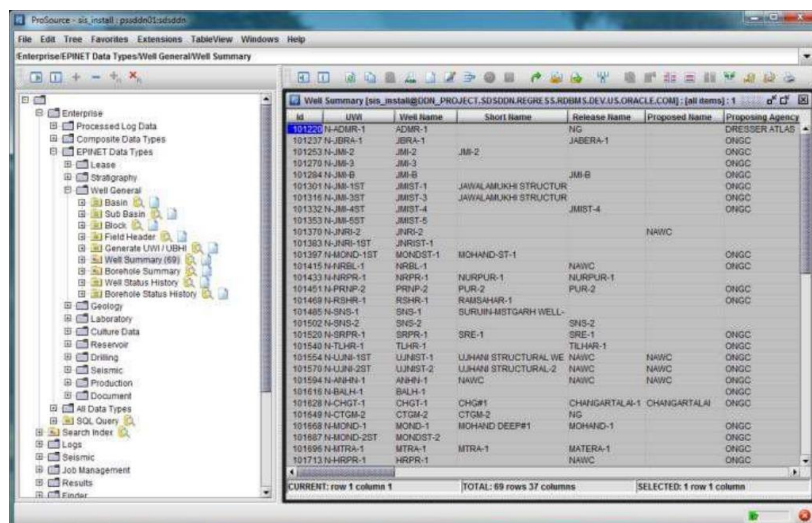 ProSource - sis_install : pssddn01:sdsddn
File Edit Tree Favorites Extensions TableView Windows Help
/Enterprise/EPINET Data Types/Well General/Well Summary
Enterprise
Processed Log Data
Composite Data Types
EPINET Data Types
Lease
Stratigraphy
Well General
Basin
Sub Basin
Block
Field Header
Generate UWI / UBHI
Well Summary (69)
Borehole Summary
Well Status History
Borehole Status History
Geology
Laboratory
Culture Data
Reservoir
Drilling
Seismic
Production
Document
All Data Types
SQL Query
Search Index
Logs
Seismic
Job Management
Results
Finder
Well Summary [sis_install@DDN_PROJECT.SDSDDN.REGRESS.RDBMS.DEV.US.ORACLE.COM] : [all items] : 1
Id UWI Well Name Short Name Release Name Proposed Name Proposing Agency
101220 N-ADMR-1 ADMR-1 NG DRESSER ATLAS
101237 N-JBRA-1 JBRA-1 JABERA-1 ONGC
101253 N-JMI-2 JMI-2 JMI-2 ONGC
101270 N-JMI-3 JMI-3 ONGC
101284 N-JMI-B JMI-B JMI-B ONGC
101301 N-JMI-1ST JMIST-1 JAWALAMUKHI STRUCTUR ONGC
101316 N-JMI-3ST JMIST-3 JAWALAMUKHI STRUCTUR ONGC
101332 N-JMI-4ST JMIST-4 JMIST-4 ONGC
101353 N-JMI-5ST JMIST-5
101370 N-JNRI-2 JNRI-2 NAWC
101383 N-JNRI-1ST JNRIST-1
101397 N-MOND-1ST MONDST-1 MOHAND-ST-1 ONGC
101415 N-NRBL-1 NRBL-1 NAWC ONGC
101433 N-NRPR-1 NRPR-1 NURPUR-1 NURPUR-1
101451 N-PRNP-2 PRNP-2 PUR-2 PUR-2 ONGC
101469 N-RSHR-1 RSHR-1 RAMSAHAR-1 ONGC
101485 N-SNS-1 SNS-1 SURUIN-MSTGARH WELL-
101502 N-SNS-2 SNS-2 SNS-2
101520 N-SRPR-1 SRPR-1 SRE-1 SRE-1 ONGC
101540 N-TLHR-1 TLHR-1 TILHAR-1 ONGC
101554 N-UJNI-1ST UJNIST-1 UJHANI STRUCTURAL WE NAWC NAWC ONGC
101570 N-UJNI-2ST UJNIST-2 UJHANI STRUCTURAL-2 NAWC NAWC ONGC
101594 N-ANHN-1 ANHN-1 NAWC NAWC NAWC ONGC
101616 N-BALH-1 BALH-1 ONGC
101628 N-CHGT-1 CHGT-1 CHG#1 CHANGARTALAI-1 CHANGARTALAI ONGC
101649 N-CTGM-2 CTGM-2 CTGM-2 NG
101668 N-MOND-1 MOND-1 MOHAND DEEP#1 MOHAND-1 ONGC
101687 N-MOND-2ST MONDST-2 ONGC
101696 N-MTRA-1 MTRA-1 MTRA-1 MATERA-1 ONGC
101713 N-HRPR-1 HRPR-1 NAWC ONGC
CURRENT: row 1 column 1 TOTAL: 69 rows 37 columns SELECTED: 1 row 1 column